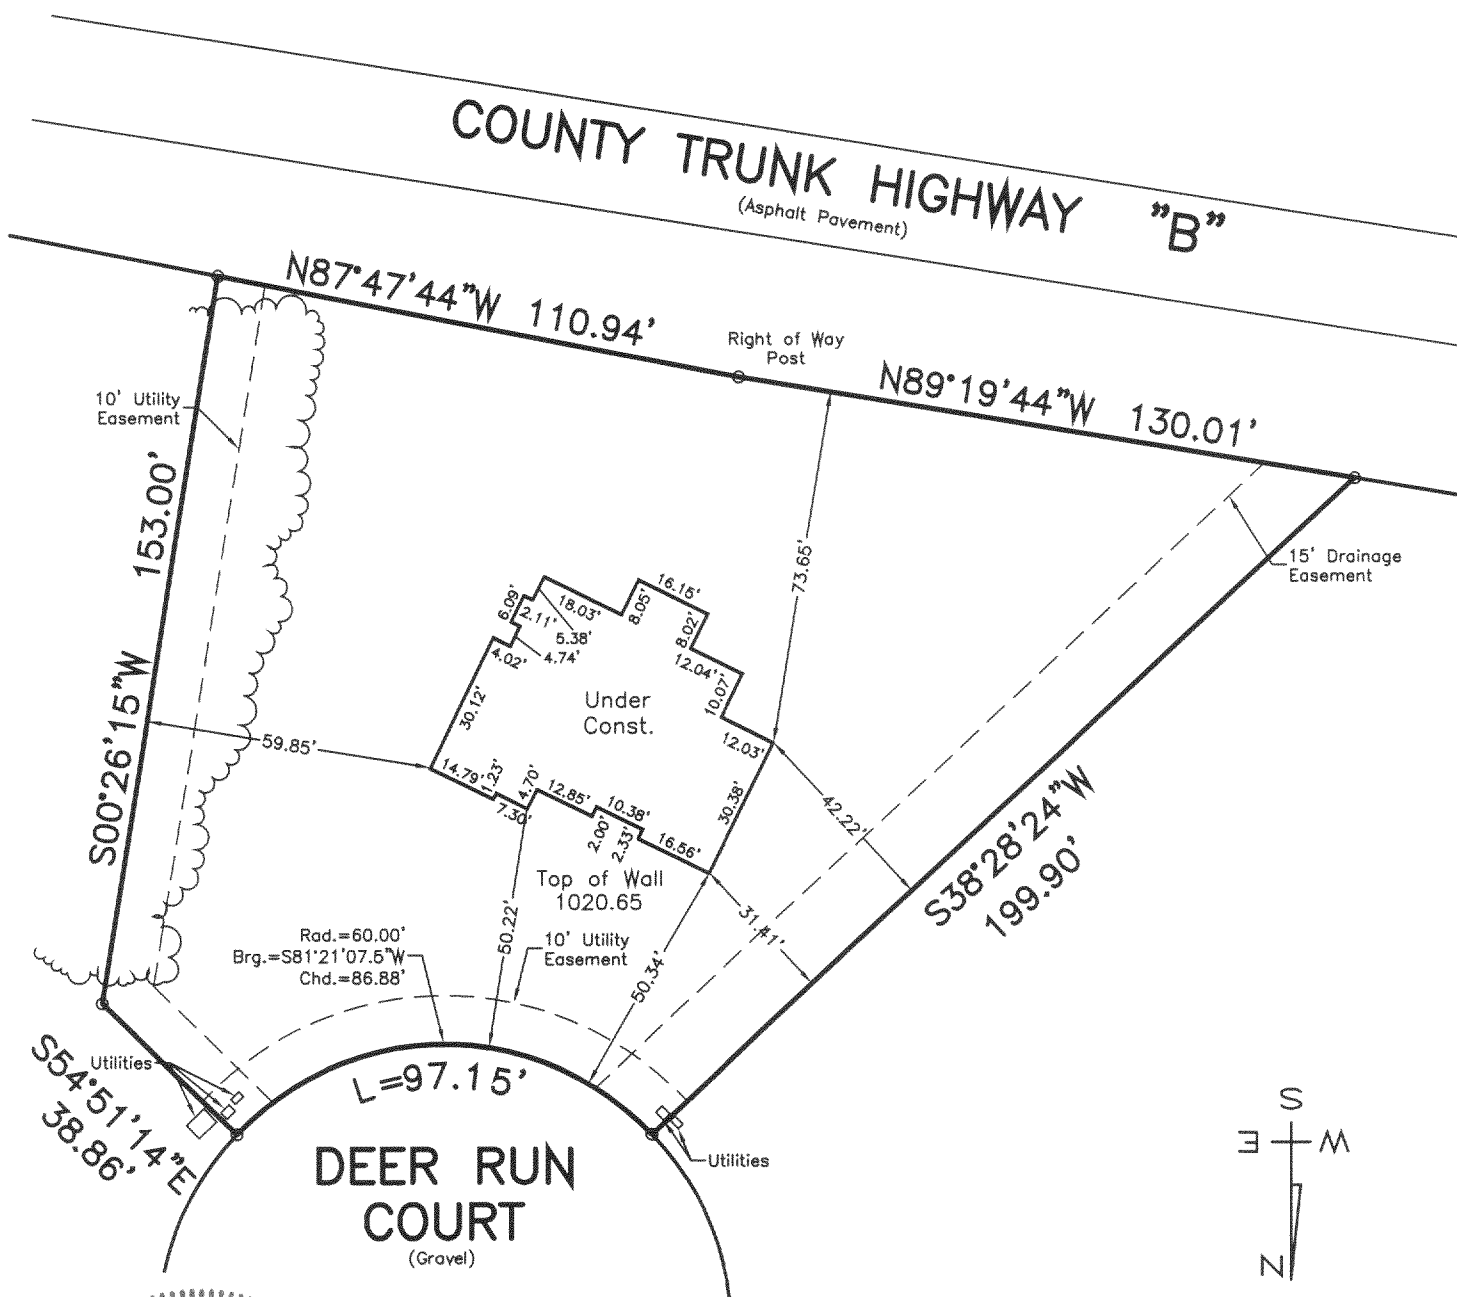 COUNTY TRUNK HIGHWAY "B"
(Asphalt Pavement)
N87°47'44"W 110.94'
Right of Way
Post
N89°19'44"W 130.01'
10' Utility
Easement
153.00'
S00°26'15"W
15' Drainage
Easement
73.65'
16.15'
18.03'
8.05'
6.09'
2.11'
5.38'
4.74'
4.02'
8.02'
12.04'
10.07'
12.03'
30.12'
Under
Const.
59.85'
14.79'
1.23'
7.30'
4.70'
12.85'
2.00'
10.38'
2.33'
16.56'
30.38'
42.22'
S38°28'24"W
199.90'
Top of Wall
1020.65
31.41'
50.22'
50.34'
10' Utility
Easement
Rad.=60.00'
Brg.=S81°21'07.5"W
Chd.=86.88'
S54°51'14"E
38.86'
Utilities
L=97.15'
DEER RUN
COURT
(Gravel)
Utilities
S
E W
N